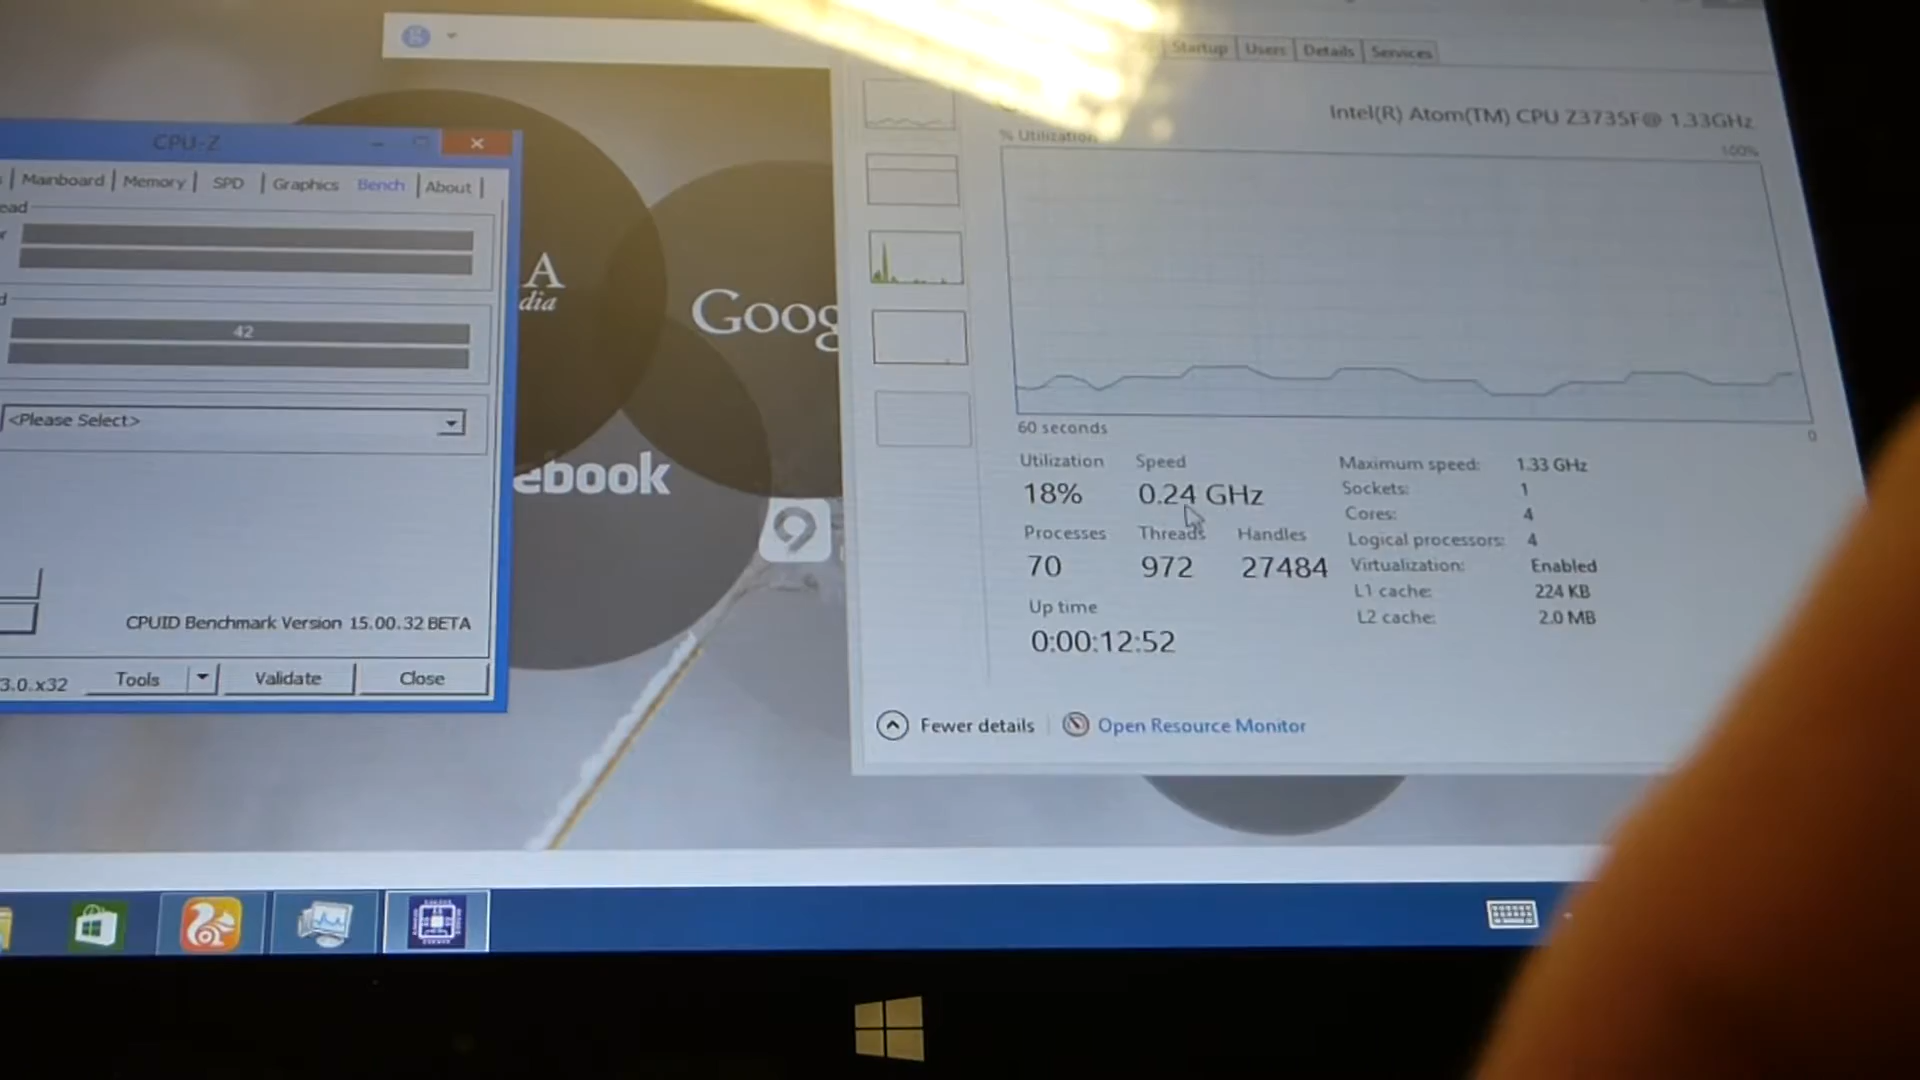 CPU-Z
Mainboard Memory SPD Graphics Bench About
42
<Please Select>
CPUID Benchmark Version 15.00.32 BETA
3.0.x32 Tools Validate Close
A
dia
Goog
ebook
Startup Users Details Services
Intel(R) Atom(TM) CPU Z3735F@ 1.33GHz
% Utilization 100%
60 seconds 0
Utilization Speed
18% 0.24 GHz
Processes Threads Handles
70 972 27484
Up time
0:00:12:52
Maximum speed: 1.33 GHz
Sockets: 1
Cores: 4
Logical processors: 4
Virtualization: Enabled
L1 cache: 224 KB
L2 cache: 2.0 MB
Fewer details Open Resource Monitor